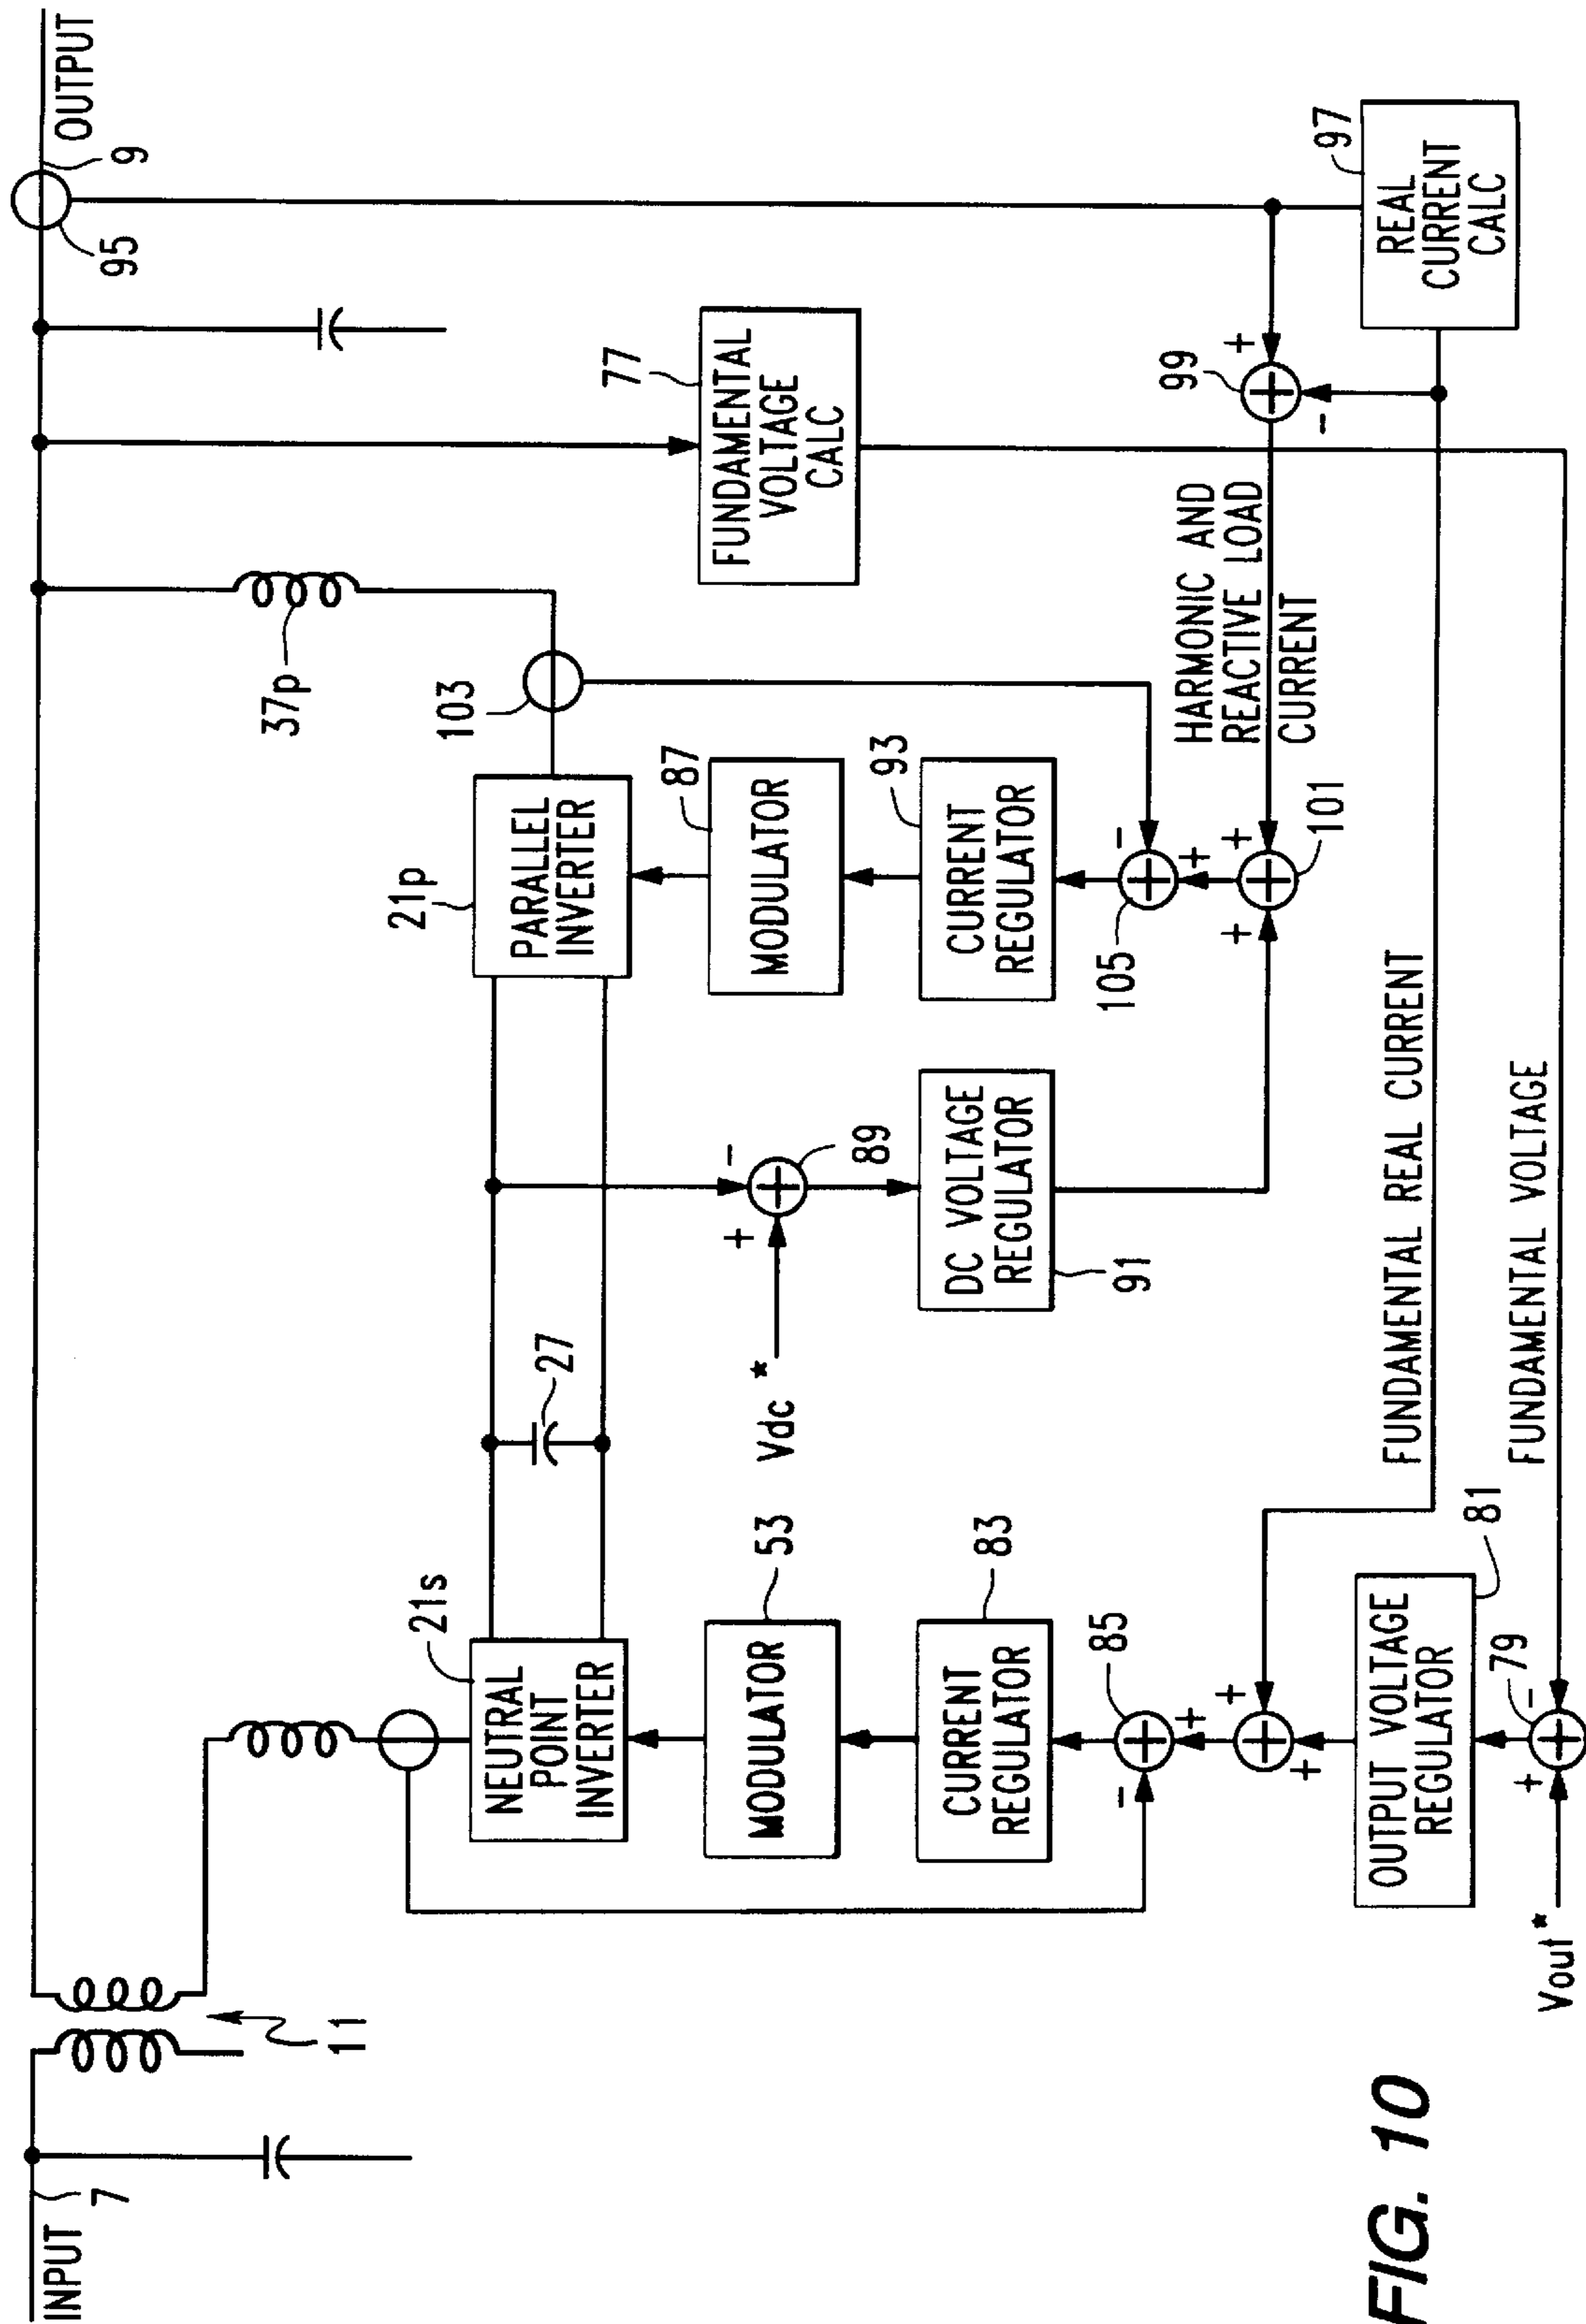 INPUT
7
11
OUTPUT
9
95
37p
103
NEUTRAL
POINT
INVERTER
21s
27
PARALLEL
INVERTER
21p
FUNDAMENTAL
VOLTAGE
CALC
77
MODULATOR
53
Vdc *
+
-
89
MODULATOR
87
CURRENT
REGULATOR
83
DC VOLTAGE
REGULATOR
91
CURRENT
REGULATOR
93
-
+
85
-
+
105
+
+
+
+
101
HARMONIC AND
REACTIVE LOAD
CURRENT
+
-
99
OUTPUT VOLTAGE
REGULATOR
81
FUNDAMENTAL REAL CURRENT
REAL
CURRENT
CALC
97
Vout *
+
-
79
FUNDAMENTAL VOLTAGE
FIG. 10